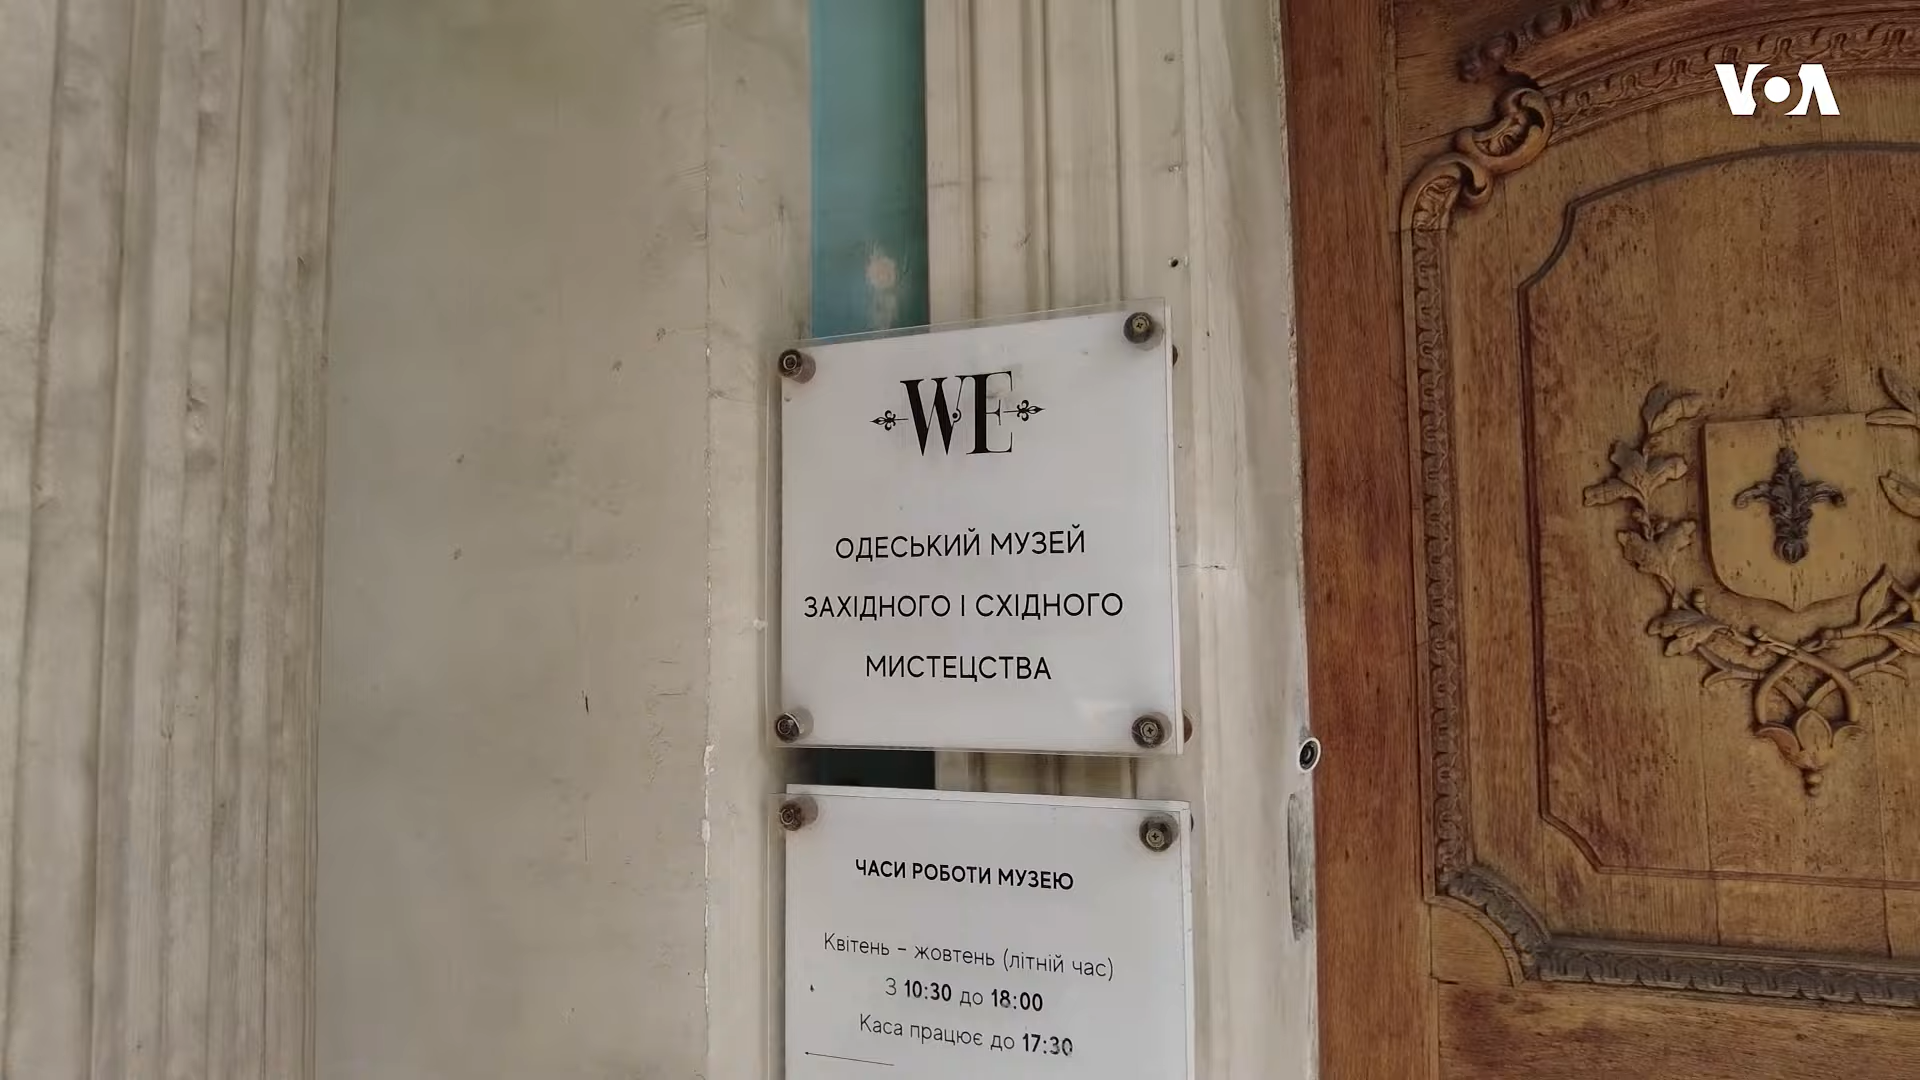 VOA
WE
ОДЕСЬКИЙ МУЗЕЙ
ЗАХІДНОГО І СХІДНОГО
МИСТЕЦСТВА
ЧАСИ РОБОТИ МУЗЕЮ
Квітень – жовтень (літній час)
З 10:30 до 18:00
Каса працює до 17:30